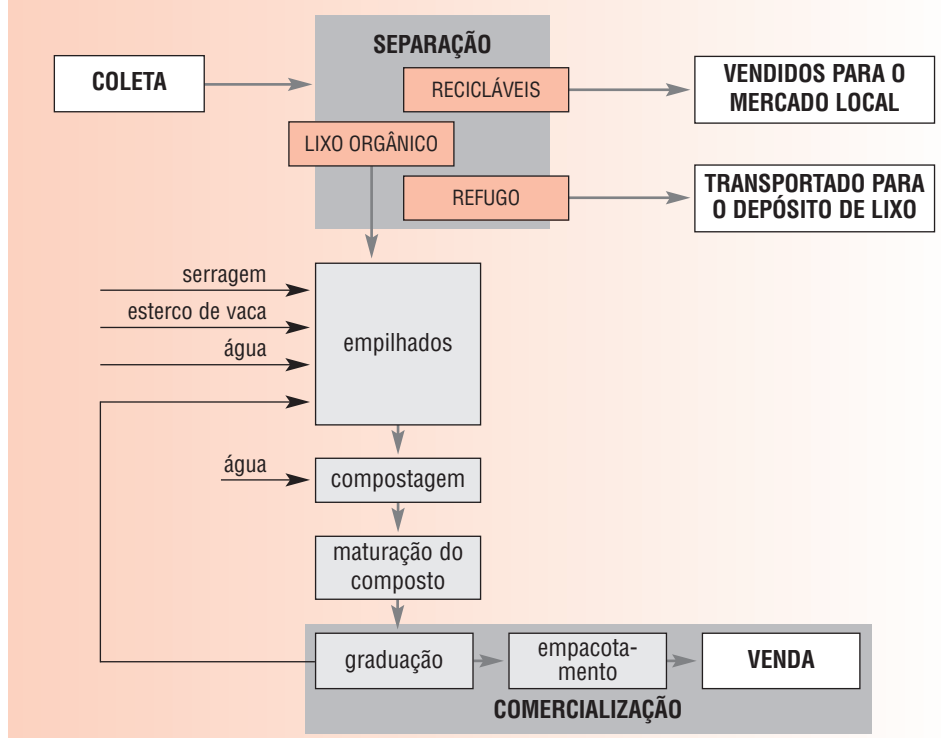 SEPARAÇÃO
COLETA
RECICLÁVEIS
VENDIDOS PARA O
MERCADO LOCAL
LIXO ORGÂNICO
REFUGO
TRANSPORTADO PARA
O DEPÓSITO DE LIXO
serragem
esterco de vaca
água
empilhados
água
compostagem
maturação do
composto
graduação
empacota-
mento
VENDA
COMERCIALIZAÇÃO